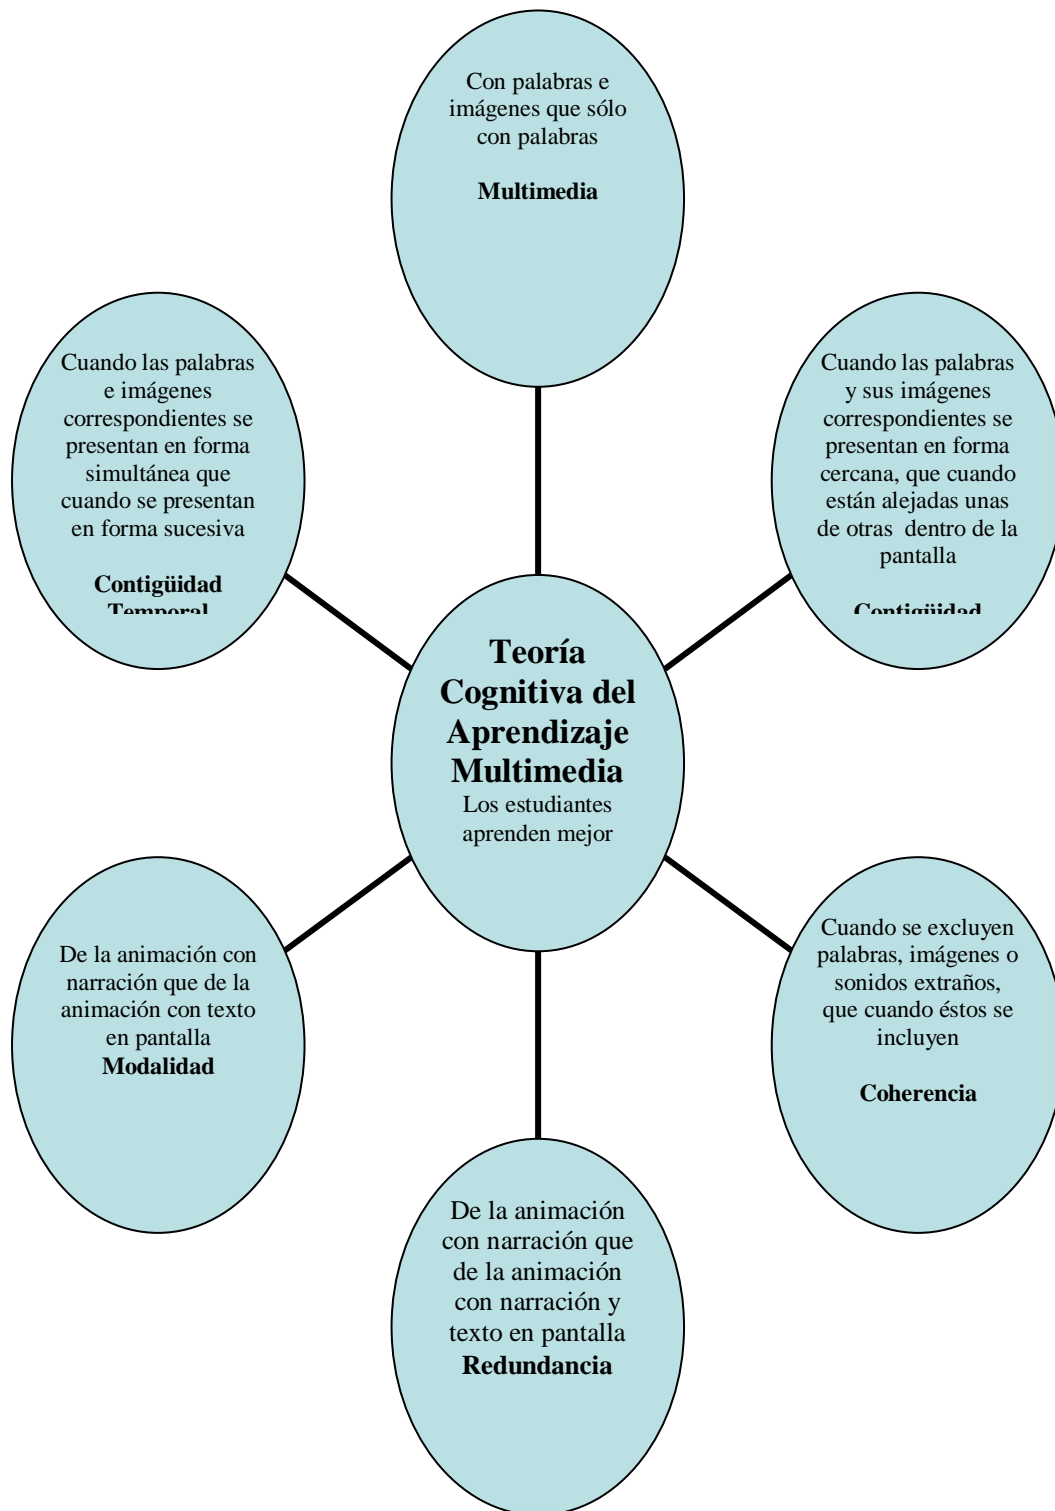 Con palabras e
imágenes que sólo
con palabras
Multimedia
Cuando las palabras
e imágenes
correspondientes se
presentan en forma
simultánea que
cuando se presentan
en forma sucesiva
Contigüidad
Temporal
Cuando las palabras
y sus imágenes
correspondientes se
presentan en forma
cercana, que cuando
están alejadas unas
de otras dentro de la
pantalla
Contigüidad
Teoría
Cognitiva del
Aprendizaje
Multimedia
Los estudiantes
aprenden mejor
De la animación con
narración que de la
animación con texto
en pantalla
Modalidad
Cuando se excluyen
palabras, imágenes o
sonidos extraños,
que cuando éstos se
incluyen
Coherencia
De la animación
con narración que
de la animación
con narración y
texto en pantalla
Redundancia